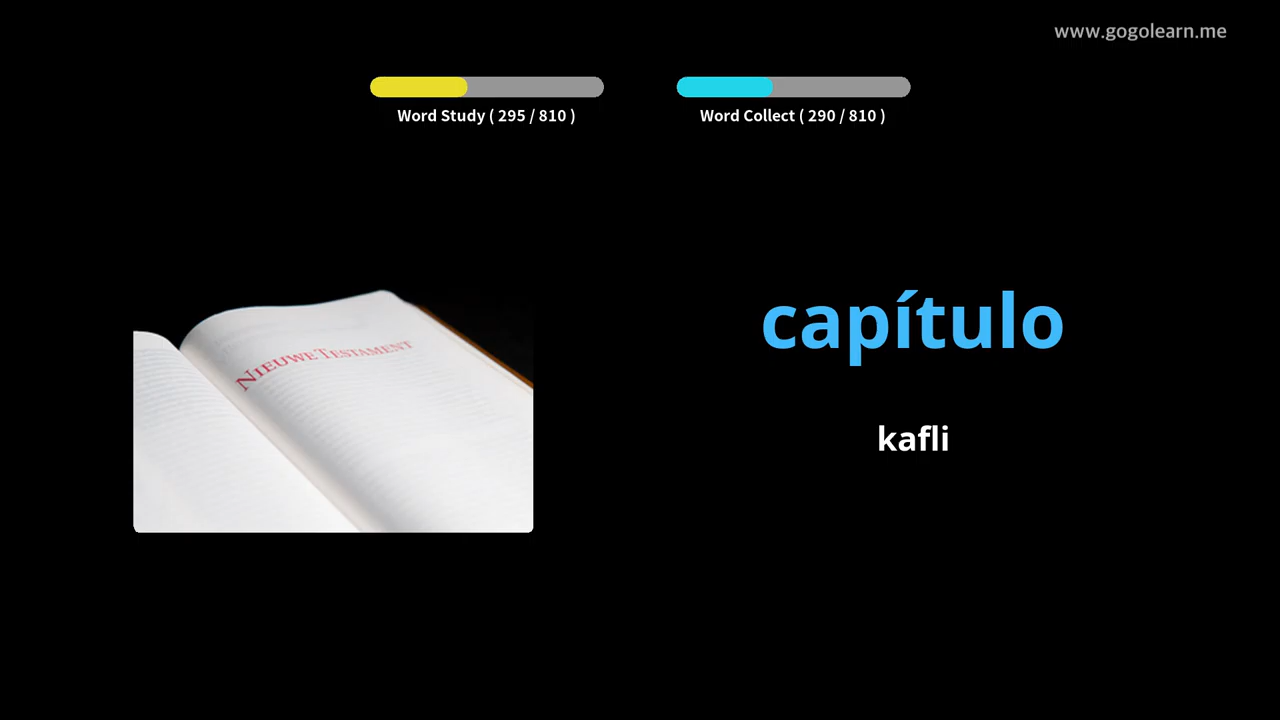 www.gogolearn.me
Word Study ( 295 / 810 )
Word Collect ( 290 / 810 )
NIEUWE TESTAMENT
capítulo
kafli